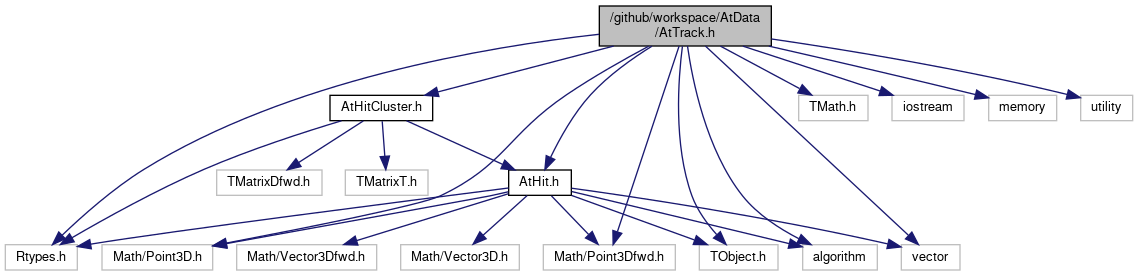 /github/workspace/AtData
/AtTrack.h
AtHitCluster.h
TMath.h
iostream
memory
utility
TMatrixDfwd.h
TMatrixT.h
AtHit.h
Rtypes.h
Math/Point3D.h
Math/Vector3Dfwd.h
Math/Vector3D.h
Math/Point3Dfwd.h
TObject.h
algorithm
vector